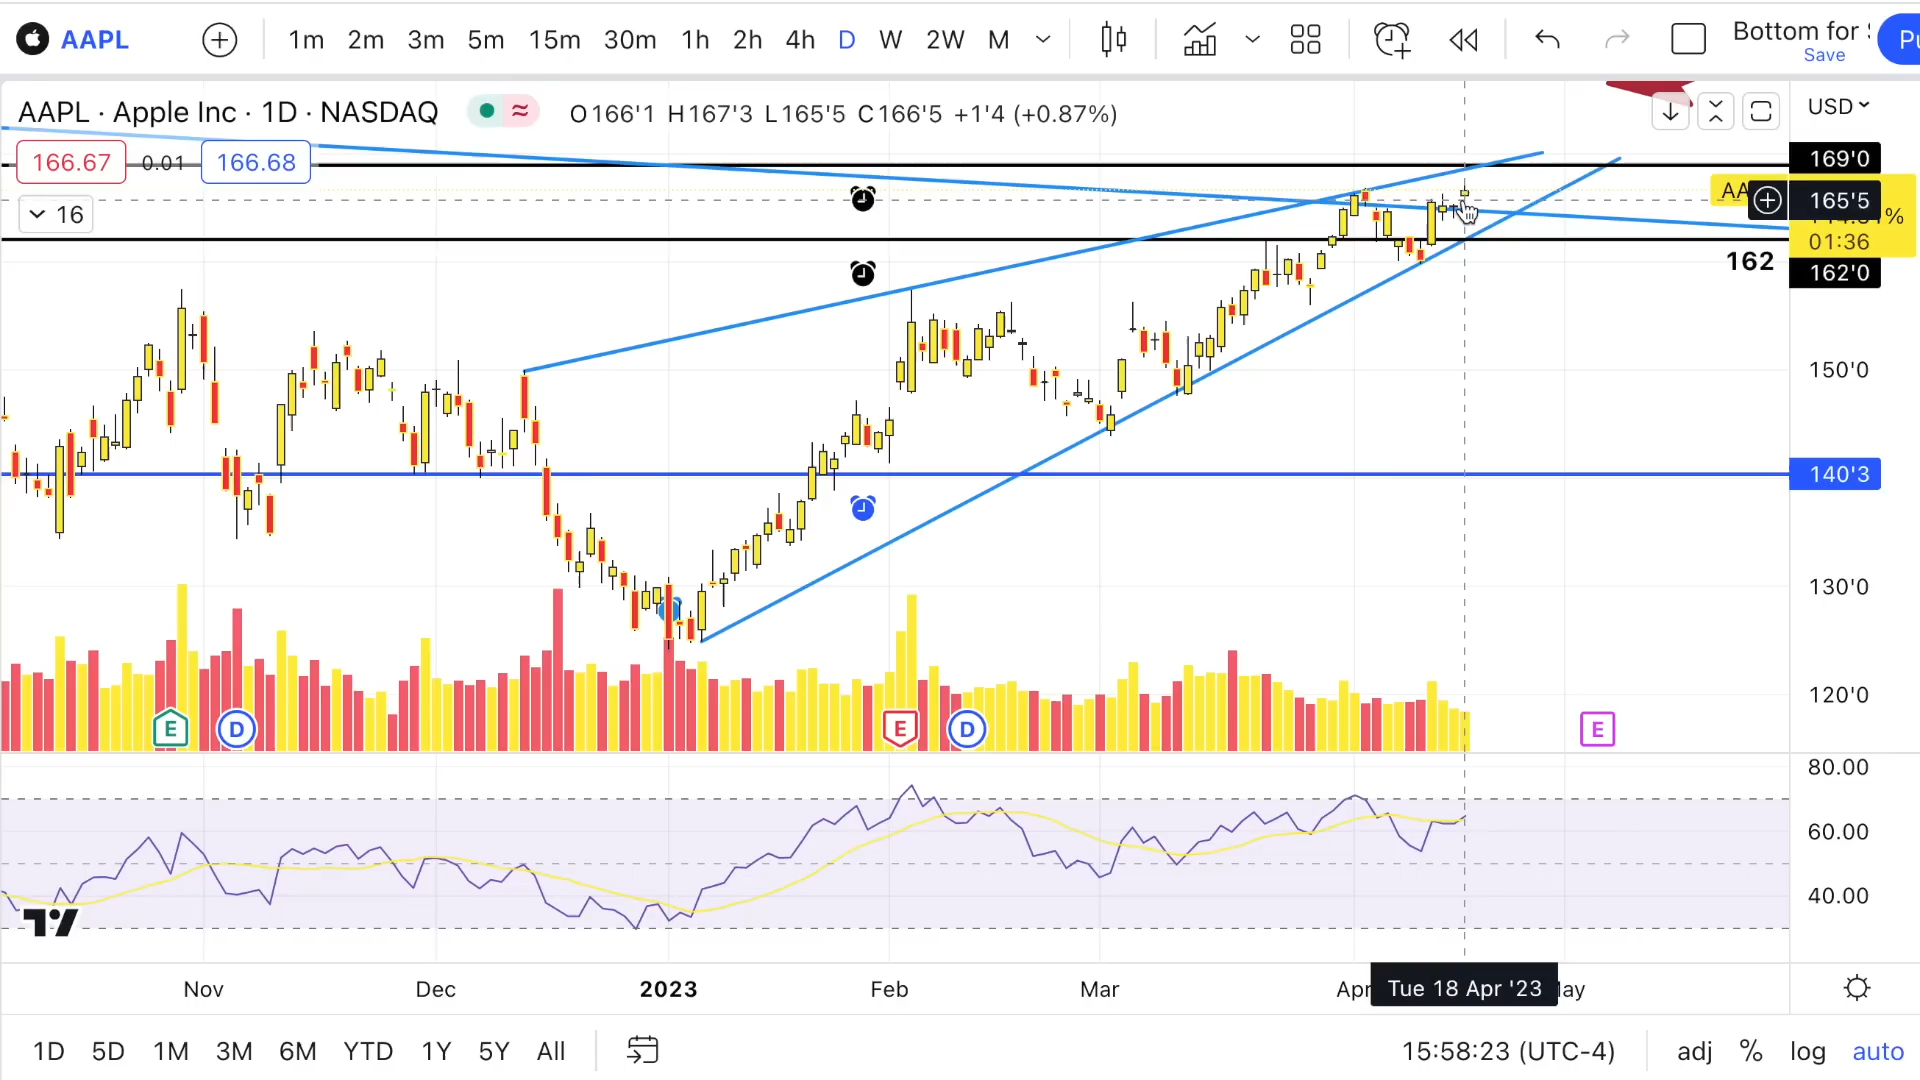 AAPL 1m 2m 3m 5m 15m 30m 1h 2h 4h D W 2W M Bottom for
Save
AAPL · Apple Inc · 1D · NASDAQ O166'1 H167'3 L165'5 C166'5 +1'4 (+0.87%) USD
166.67 0.01 166.68 169'0
16 165'5
01:36
162 162'0
150'0
140'3
130'0
120'0
E D E D E
80.00
60.00
40.00
Nov Dec 2023 Feb Mar Apr Tue 18 Apr '23
1D 5D 1M 3M 6M YTD 1Y 5Y All 15:58:23 (UTC-4) adj % log auto